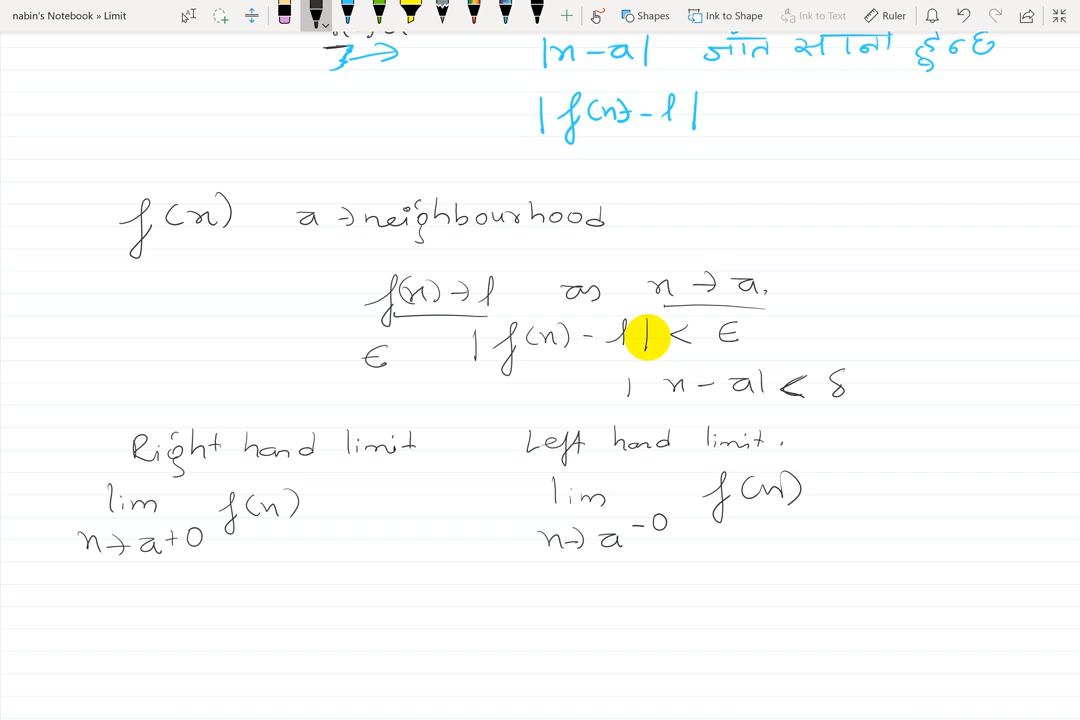 nabin's Notebook » Limit
Shapes Ink to Shape Ink to Text Ruler
|x-a|
|f(x)-l|
f(x) a → neighbourhood
f(x) → l as x → a,
|f(x) - l| < ϵ
ϵ
|x - a| < δ
Right hand limit Left hand limit.
lim f(x) lim f(x)
x → a+0 x → a-0